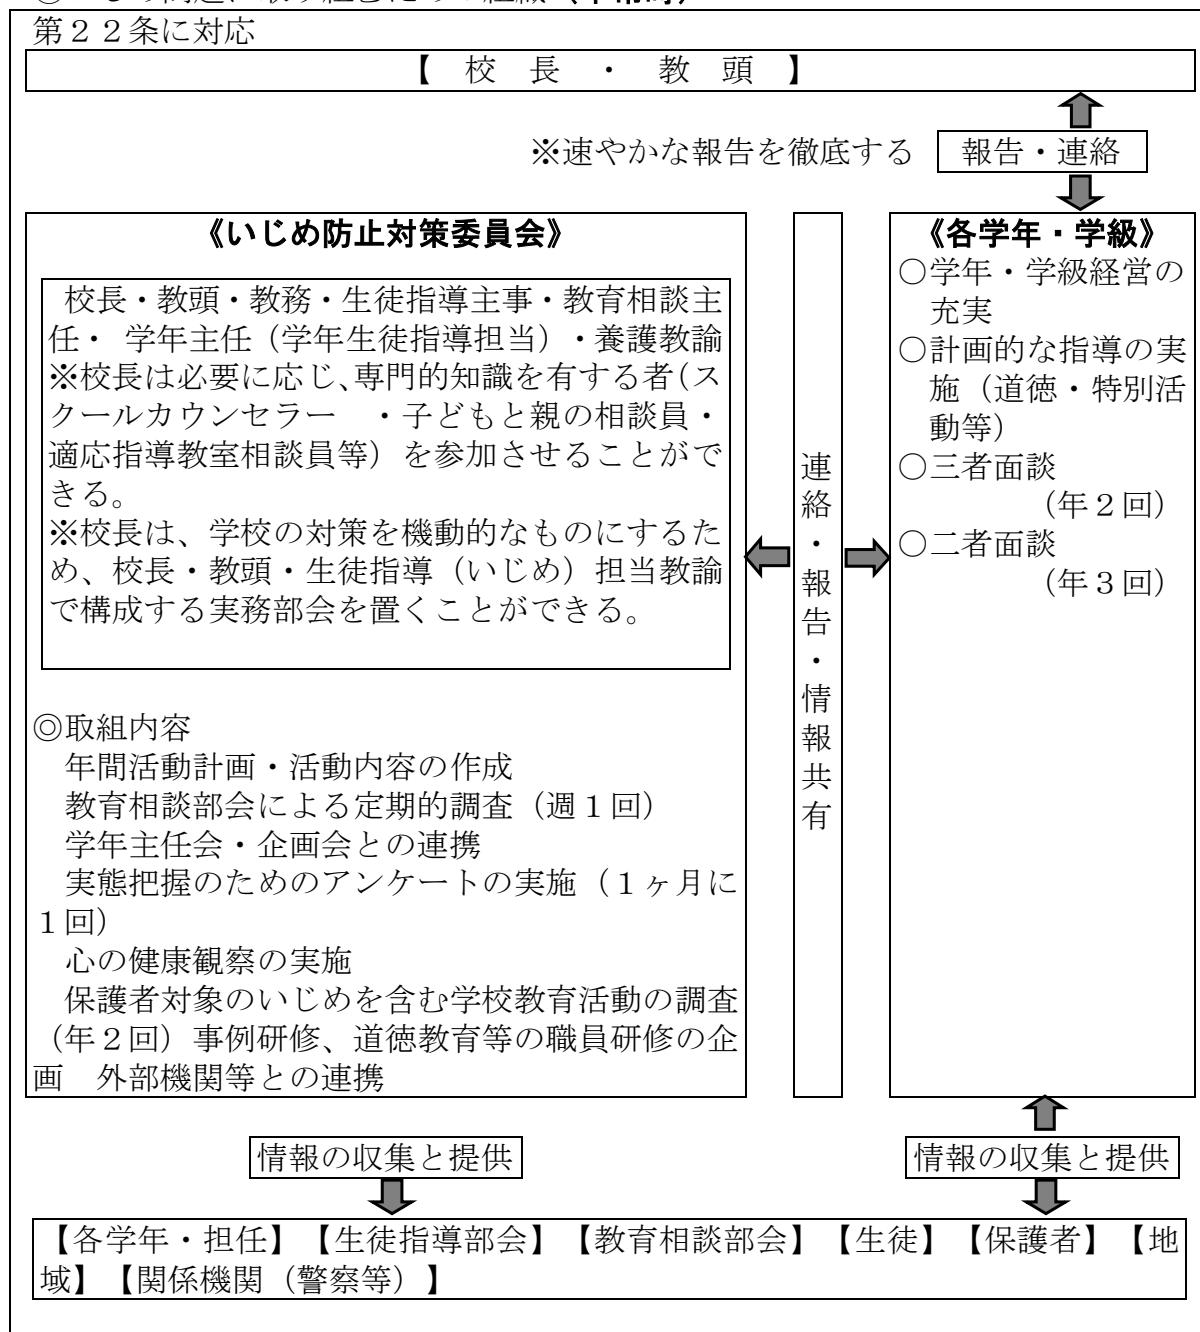 第２２条に対応
【　校　長　・　教　頭　】
※速やかな報告を徹底する
報告・連絡
《いじめ防止対策委員会》
校長・教頭・教務・生徒指導主事・教育相談主
任・ 学年主任（学年生徒指導担当）・養護教諭
※校長は必要に応じ、専門的知識を有する者（ス
クールカウンセラー　・子どもと親の相談員・
適応指導教室相談員等）を参加させることがで
きる。
※校長は、学校の対策を機動的なものにするた
め、校長・教頭・生徒指導（いじめ）担当教諭
で構成する実務部会を置くことができる。
◎取組内容
年間活動計画・活動内容の作成
教育相談部会による定期的調査（週１回）
学年主任会・企画会との連携
実態把握のためのアンケートの実施（１ヶ月に
１回）
心の健康観察の実施
保護者対象のいじめを含む学校教育活動の調査
（年２回）事例研修、道徳教育等の職員研修の企
画　外部機関等との連携
連絡・報告・情報共有
《各学年・学級》
○学年・学級経営の
充実
○計画的な指導の実
施（道徳・特別活
動等）
○三者面談
（年２回）
○二者面談
（年３回）
情報の収集と提供
情報の収集と提供
【各学年・担任】【生徒指導部会】【教育相談部会】【生徒】【保護者】【地
域】【関係機関（警察等）】